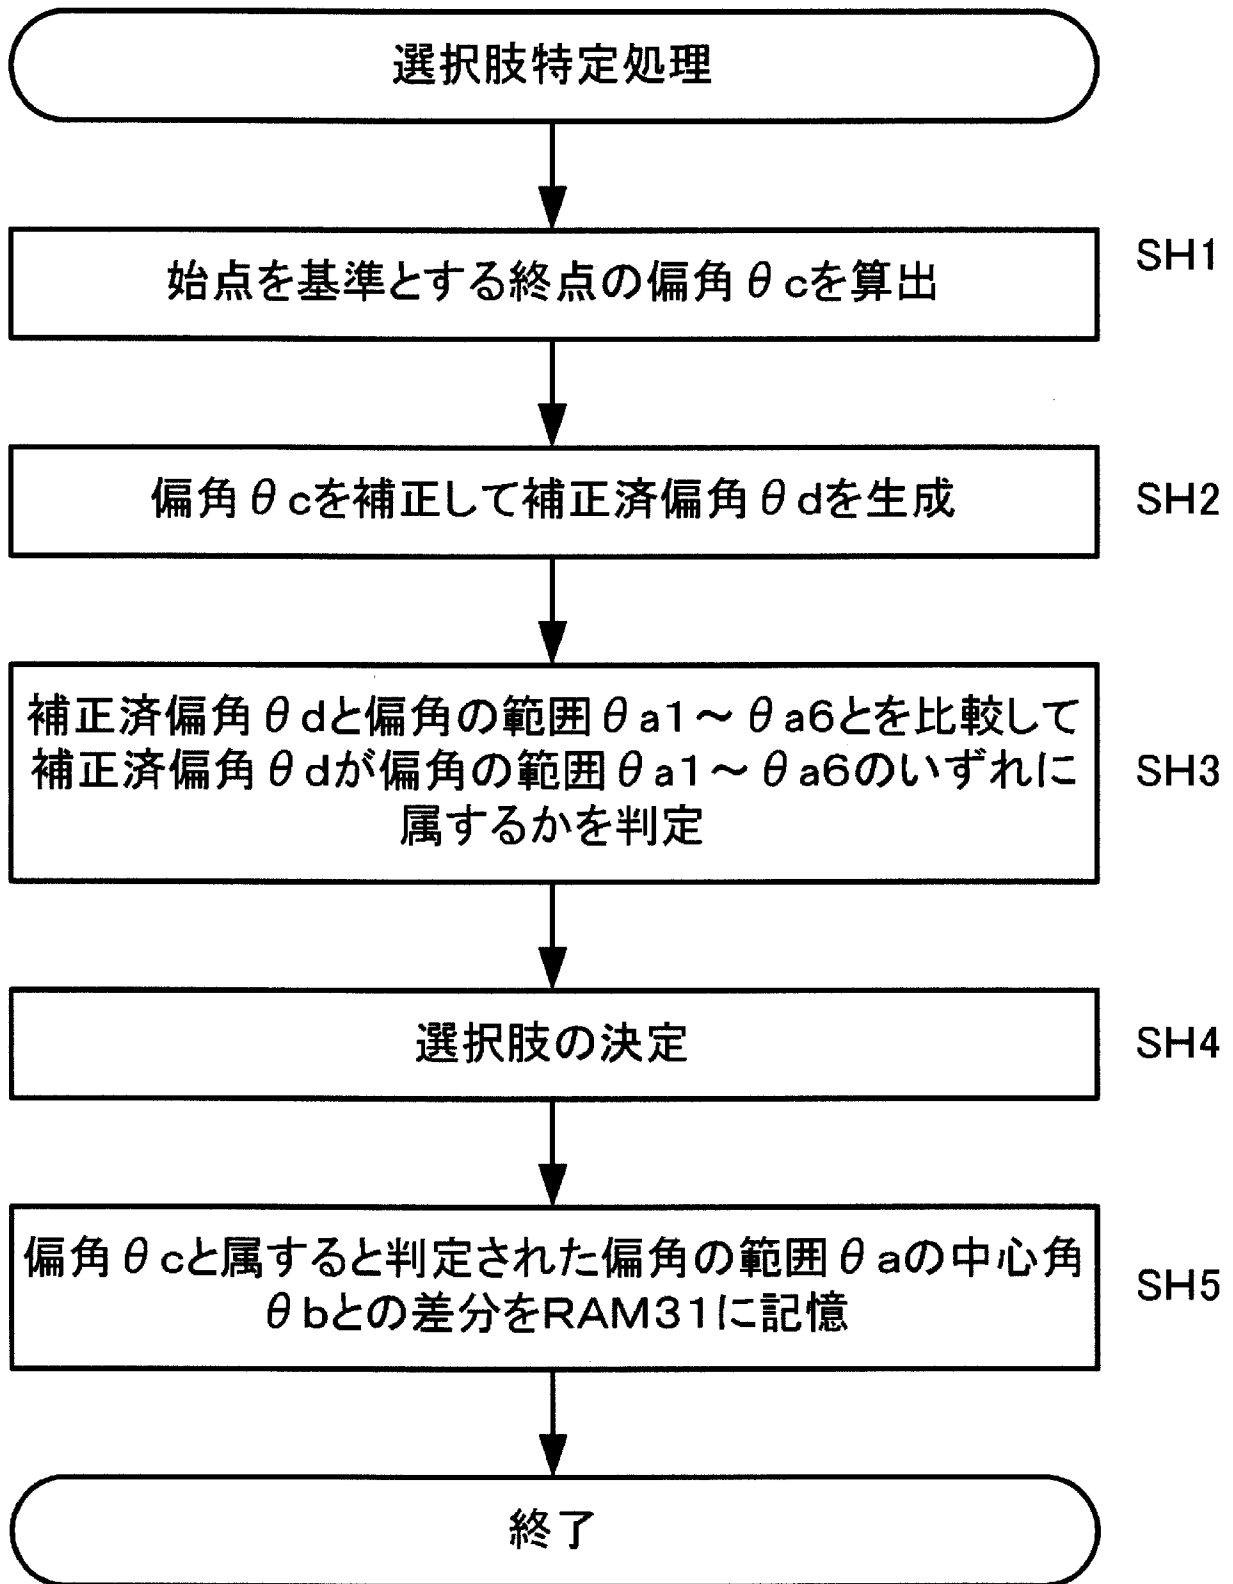 選択肢特定処理
始点を基準とする終点の偏角θcを算出
SH1
偏角θcを補正して補正済偏角θdを生成
SH2
補正済偏角θdと偏角の範囲θa1～θa6とを比較して
補正済偏角θdが偏角の範囲θa1～θa6のいずれに
属するかを判定
SH3
選択肢の決定
SH4
偏角θcと属すると判定された偏角の範囲θaの中心角
θbとの差分をRAM31に記憶
SH5
終了